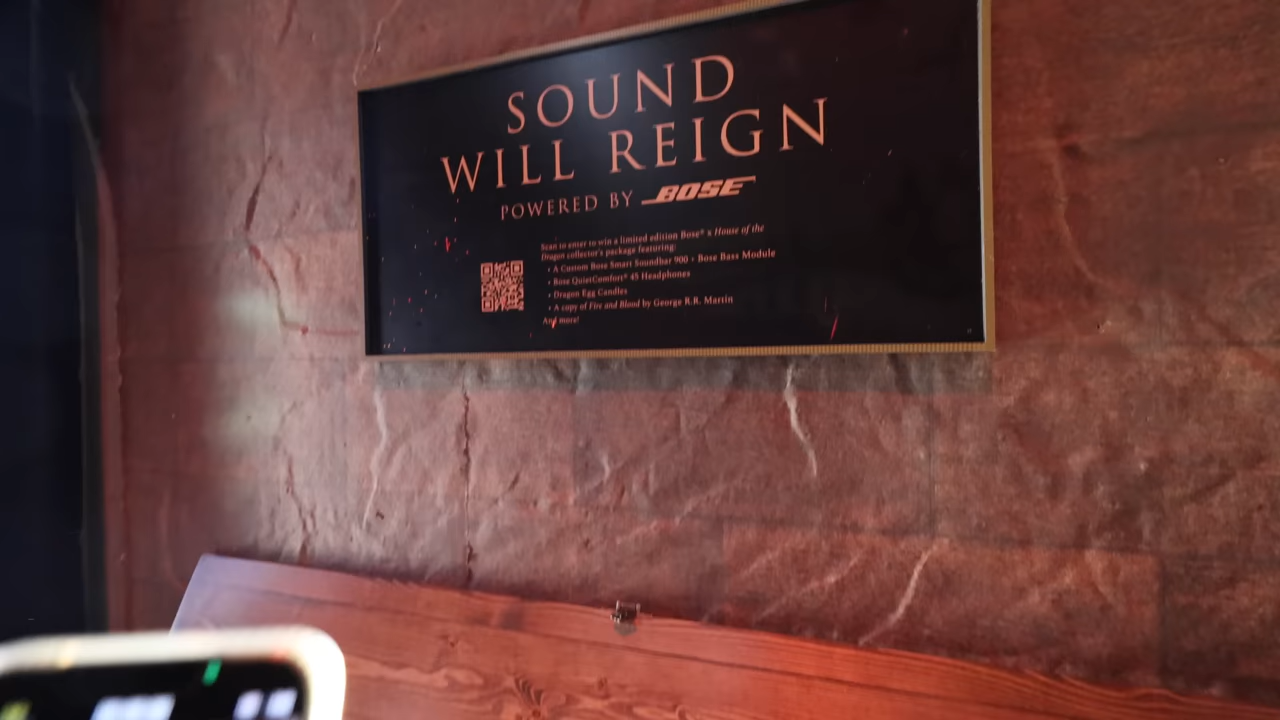 SOUND
WILL REIGN
POWERED BY BOSE
Scan to enter to win a limited edition Bose® x House of the
Dragon collector's package featuring:
• A Custom Bose Smart Soundbar 900 + Bose Bass Module
• Bose QuietComfort® 45 Headphones
• Dragon Egg Candles
• A copy of Fire and Blood by George R.R. Martin
And more!